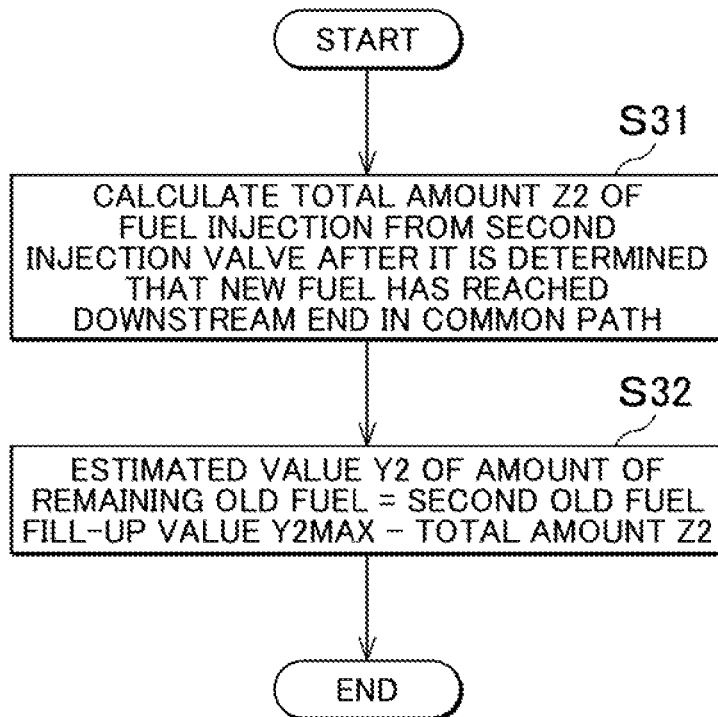 START
S31
CALCULATE TOTAL AMOUNT Z2 OF
FUEL INJECTION FROM SECOND
INJECTION VALVE AFTER IT IS DETERMINED
THAT NEW FUEL HAS REACHED
DOWNSTREAM END IN COMMON PATH
S32
ESTIMATED VALUE Y2 OF AMOUNT OF
REMAINING OLD FUEL = SECOND OLD FUEL
FILL-UP VALUE Y2MAX - TOTAL AMOUNT Z2
END